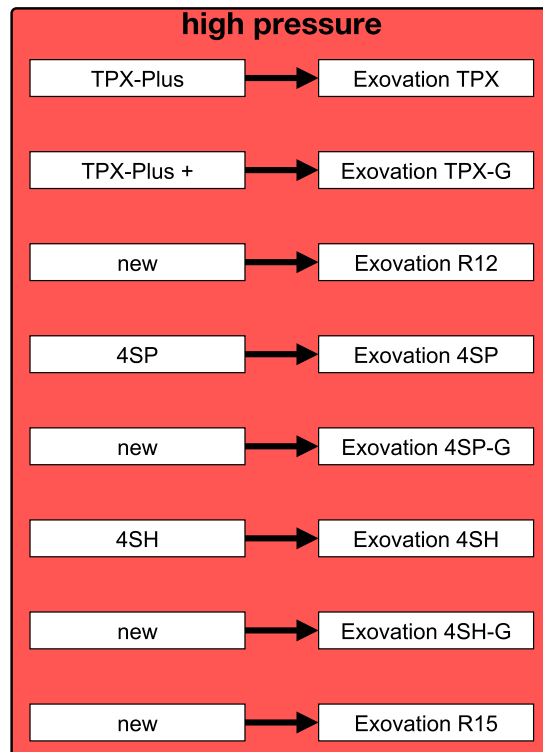 high pressure
TPX-Plus Exovation TPX
TPX-Plus + Exovation TPX-G
new Exovation R12
4SP Exovation 4SP
new Exovation 4SP-G
4SH Exovation 4SH
new Exovation 4SH-G
new Exovation R15